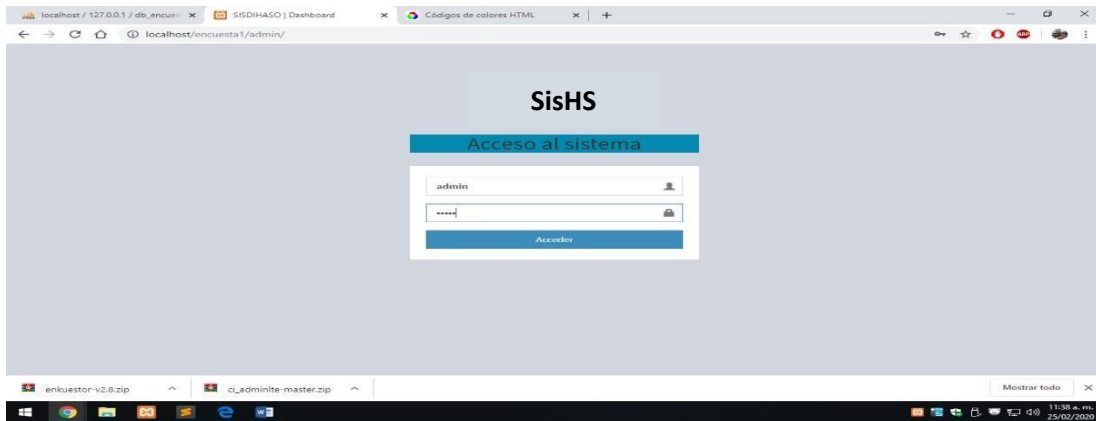 localhost / 127.0.0.1 / db_encues
SISDIHASO | Dashboard
Códigos de colores HTML
localhost/encuesta1/admin/
ABP
SisHS
Acceso al sistema
admin
•••••
Acceder
enkuestor-v2.8.zip
ci_adminlte-master.zip
Mostrar todo
11:38 a. m.
25/02/2020